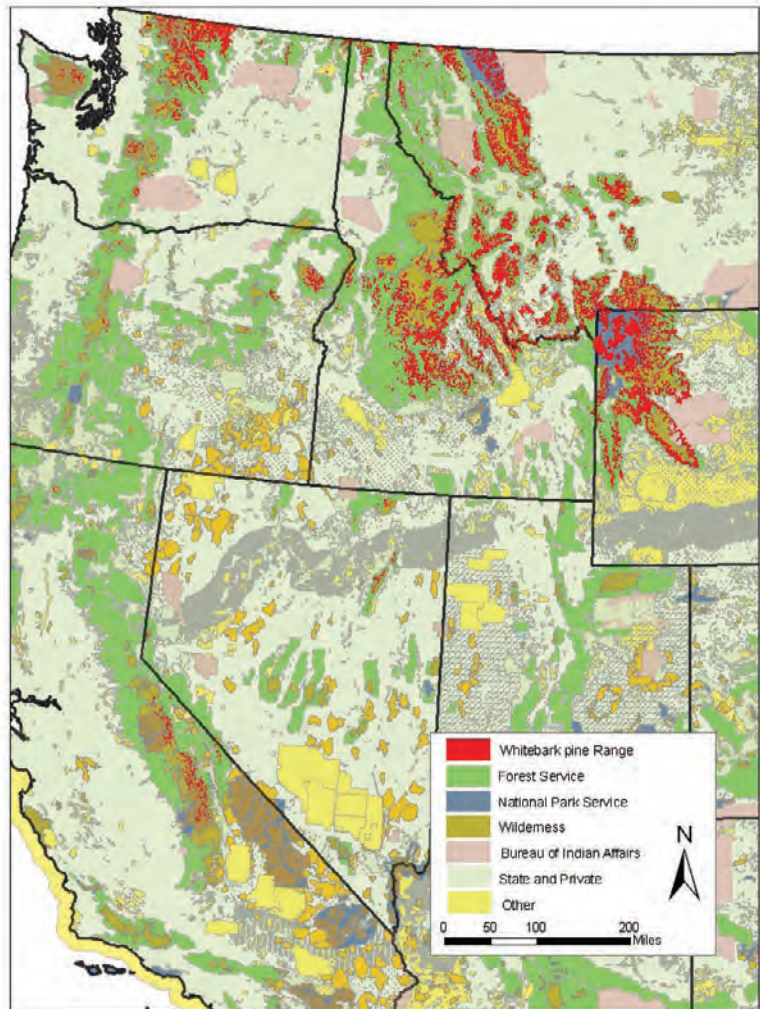 Whitebark pine Range
Forest Service
National Park Service
Wilderness
Bureau of Indian Affairs
State and Private
Other
N
0 50 100 200
Miles